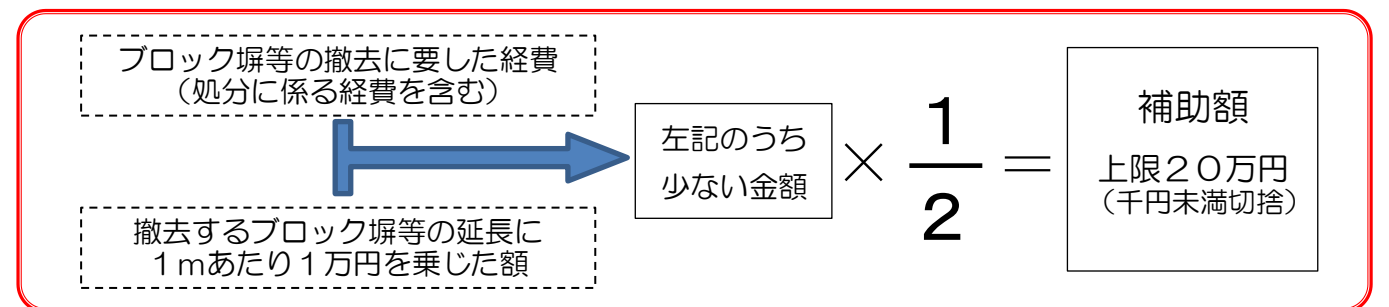 ブロック塀等の撤去に要した経費
（処分に係る経費を含む）
撤去するブロック塀等の延長に
１ｍあたり１万円を乗じた額
左記のうち
少ない金額
×
1
2
＝
補助額
上限２０万円
（千円未満切捨）